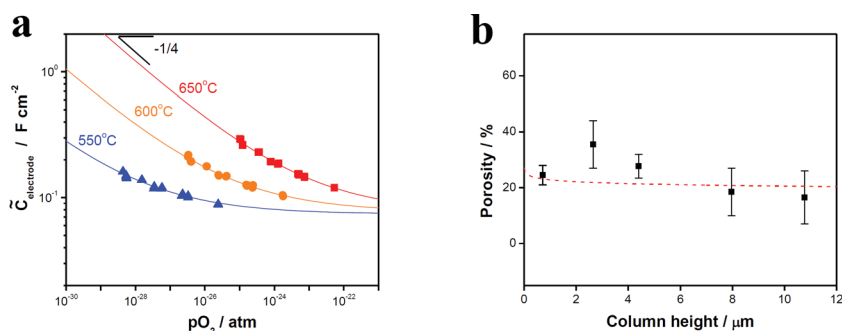 a
-1/4
10⁰
10⁻¹
650°C
600°C
550°C
C̃electrode / F cm⁻²
10⁻³⁰ 10⁻²⁸ 10⁻²⁶ 10⁻²⁴ 10⁻²²
pO₂ / atm
b
80
60
40
20
0
Porosity / %
0 2 4 6 8 10 12
Column height / μm